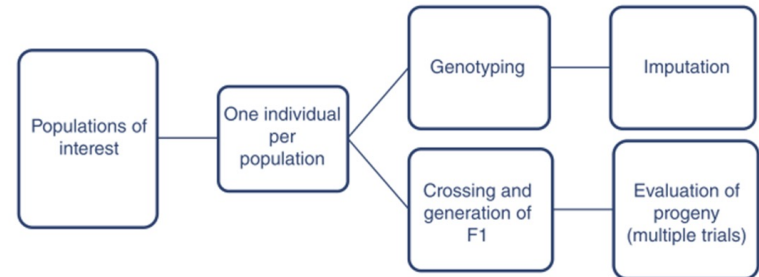 Populations of
interest
One individual
per
population
Genotyping
Imputation
Crossing and
generation of
F1
Evaluation of
progeny
(multiple trials)